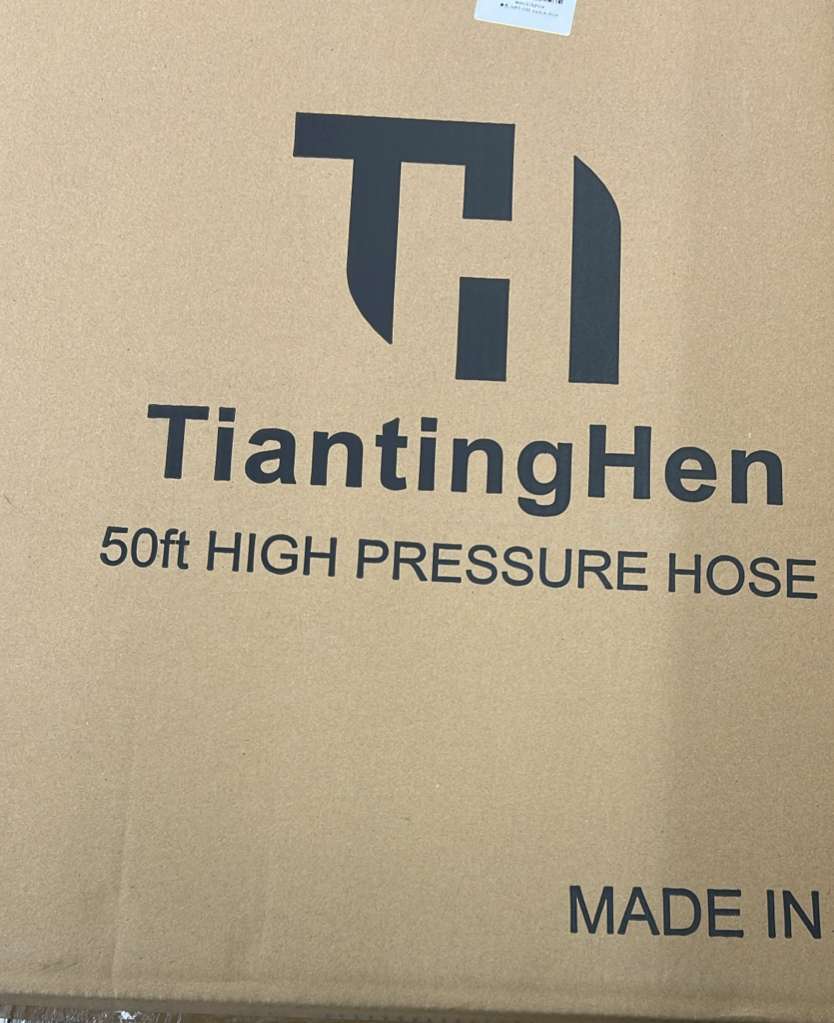 TH
TiantingHen
50ft HIGH PRESSURE HOSE
MADE IN